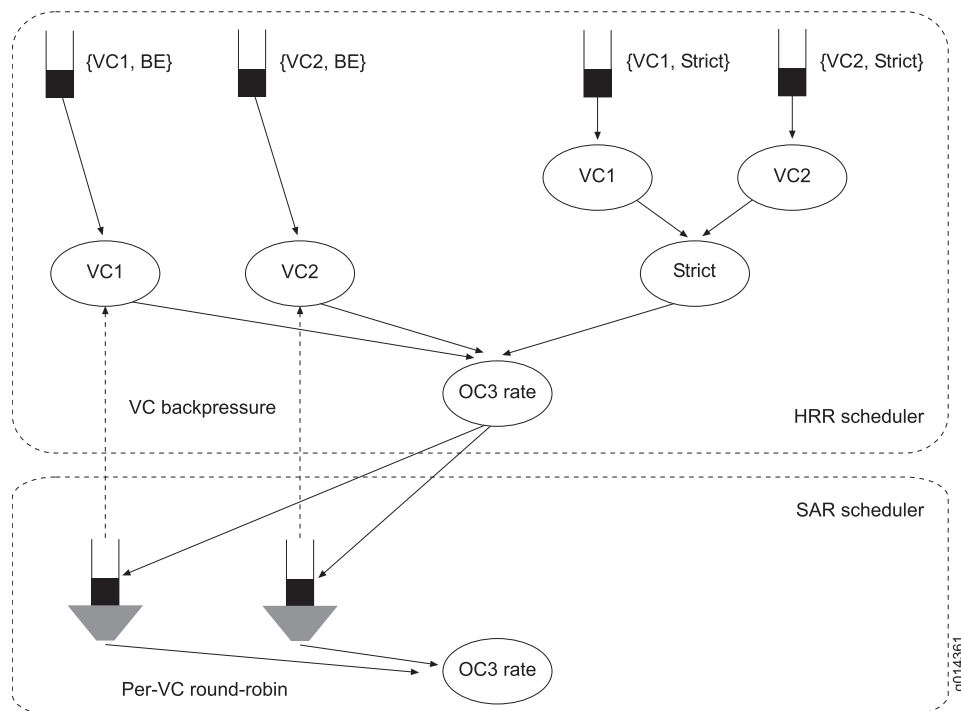 {VC1, BE}
{VC2, BE}
{VC1, Strict}
{VC2, Strict}
VC1
VC2
VC1
VC2
Strict
OC3 rate
VC backpressure
HRR scheduler
SAR scheduler
OC3 rate
Per-VC round-robin
g014361